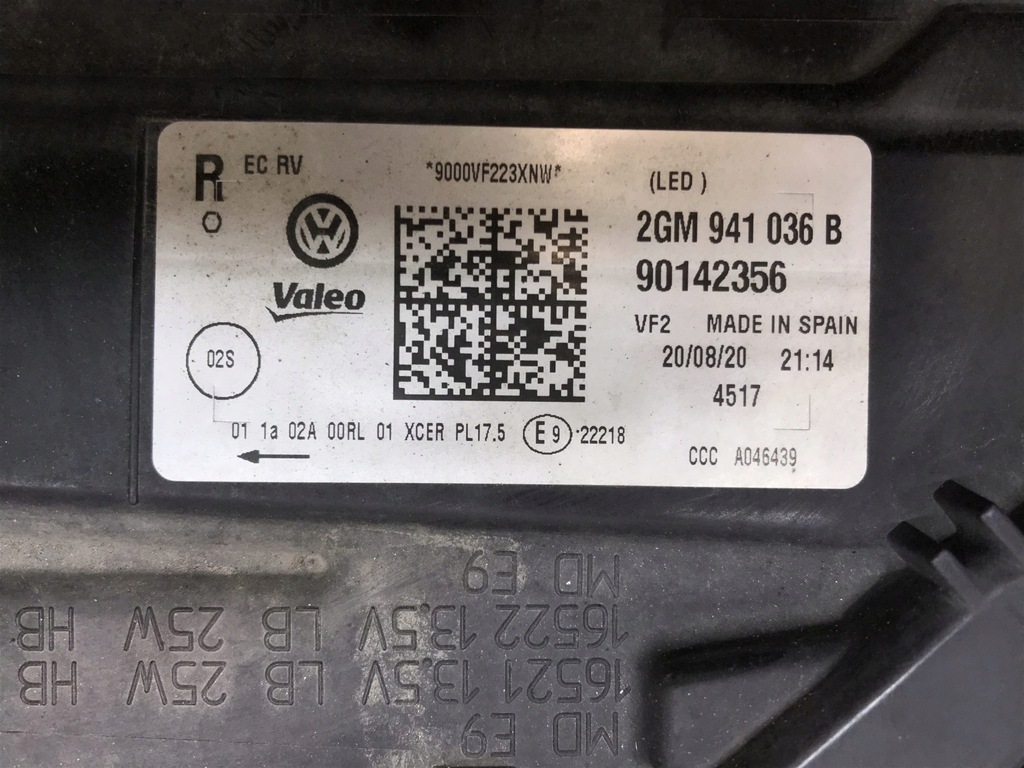 RL EC RV
*9000VF223XNW*
(LED )
VW
Valeo
2GM 941 036 B
90142356
VF2 MADE IN SPAIN
20/08/20 21:14
4517
02S
01 1a 02A 00RL 01 XCER PL17.5 E9 22218
CCC A046439
MD E9
16521 13,5V LB 25W HB
16522 13,5V LB 25W HB
MD E9